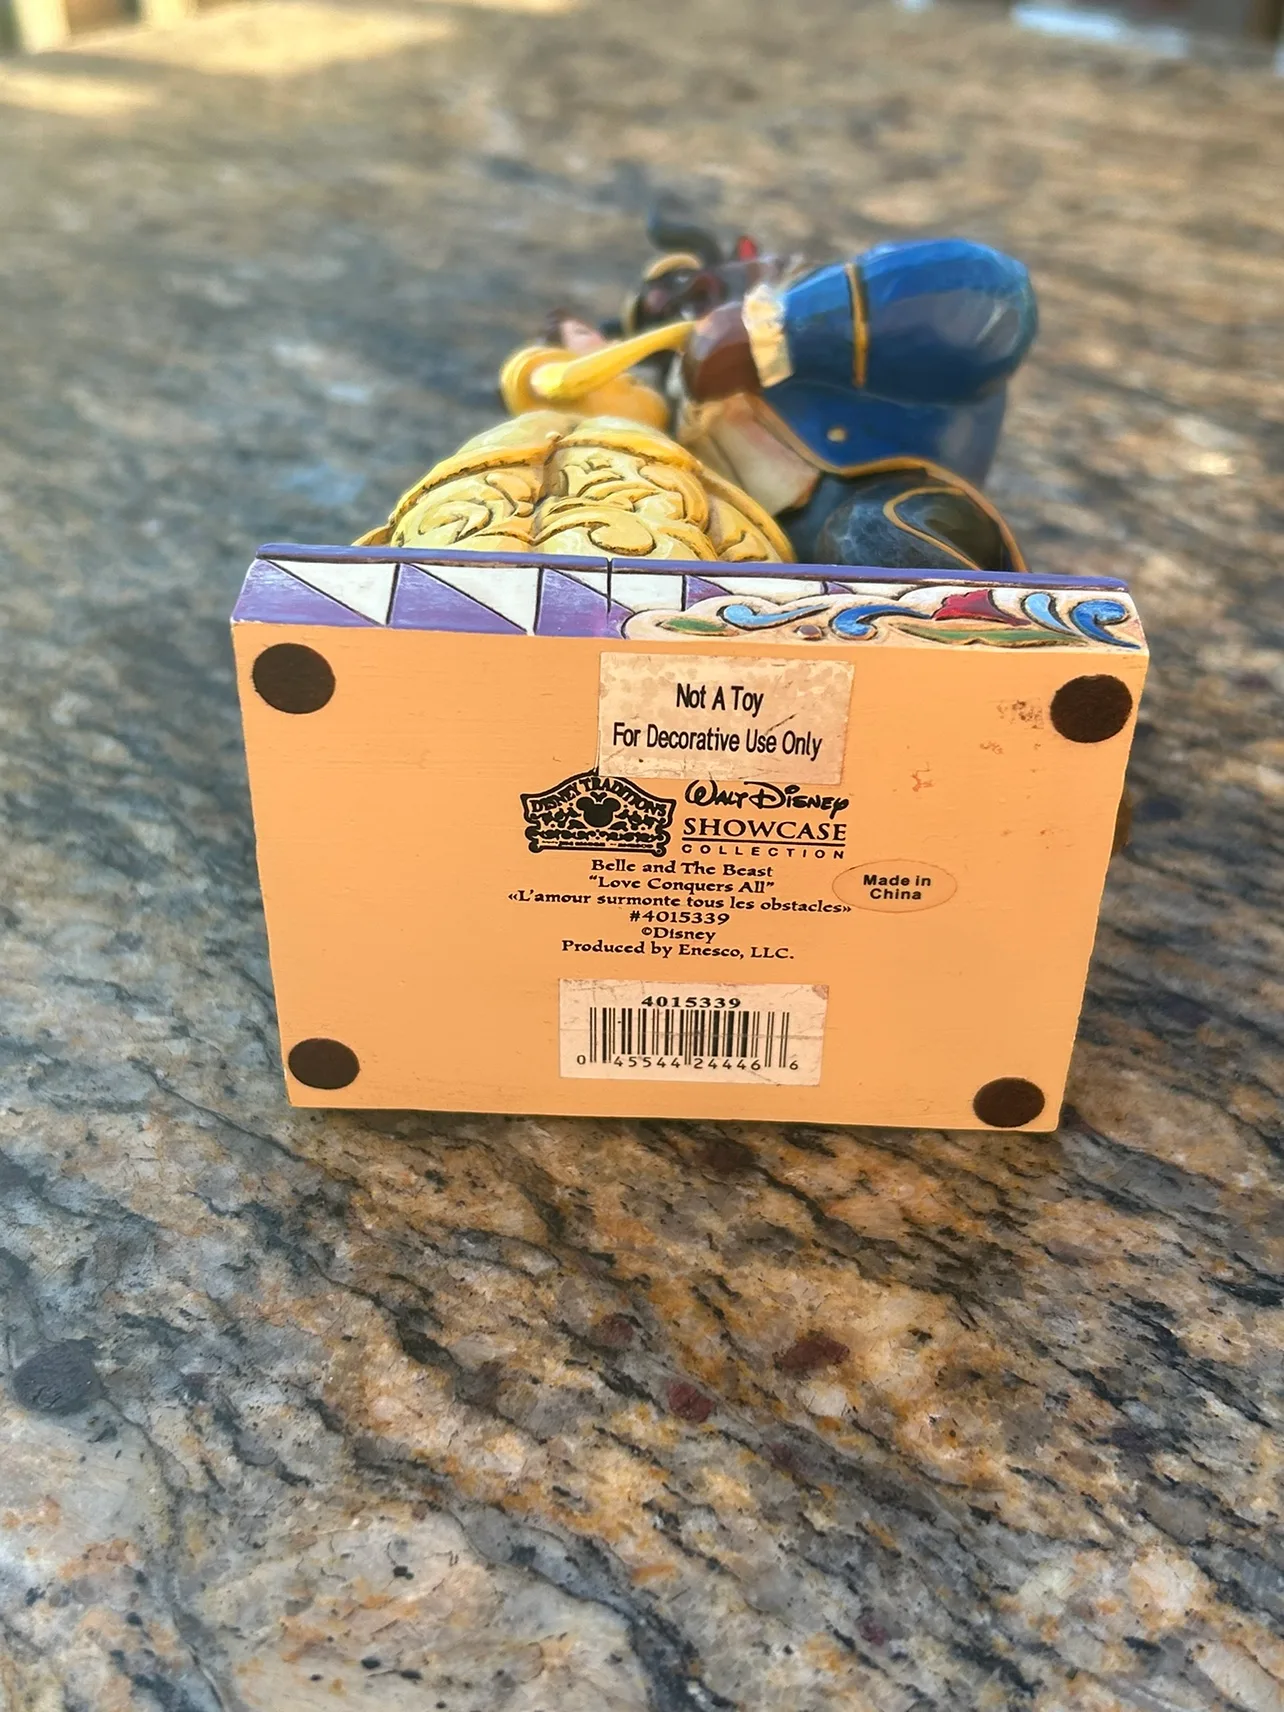 Not A Toy
For Decorative Use Only
DISNEY TRADITIONS
WALT DISNEY
SHOWCASE
COLLECTION
Belle and The Beast
"Love Conquers All"
«L'amour surmonte tous les obstacles»
#4015339
©Disney
Produced by Enesco, LLC.
Made in
China
4015339
0 45544 24446 6